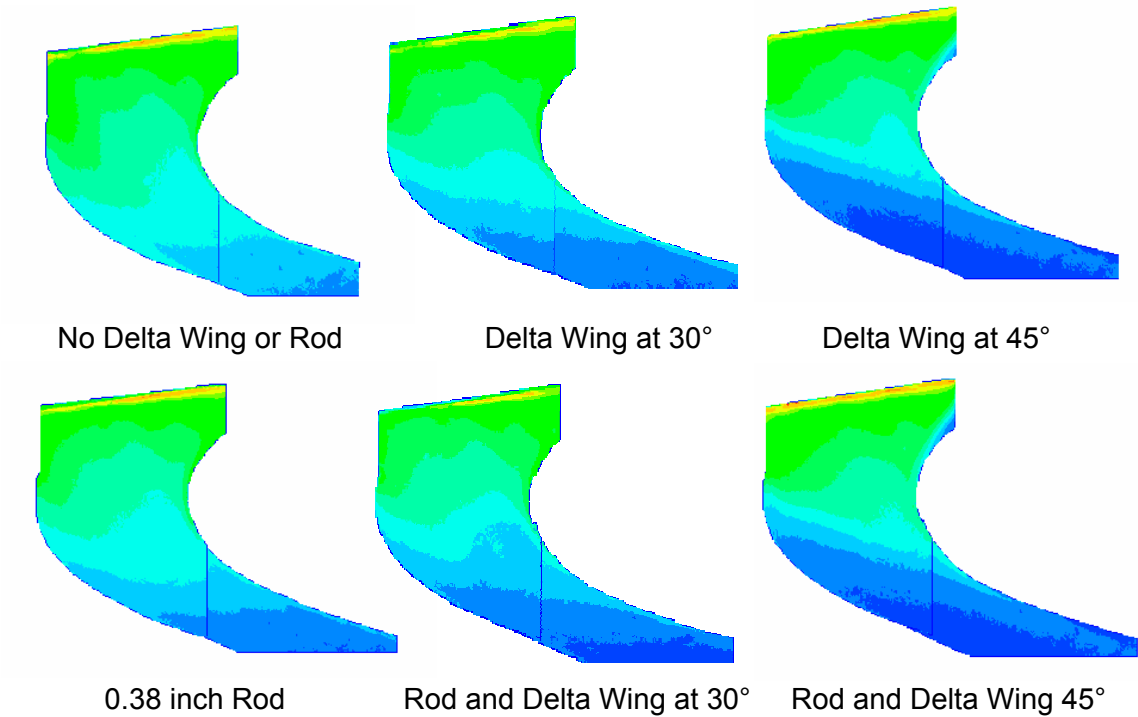 No Delta Wing or Rod
Delta Wing at 30°
Delta Wing at 45°
0.38 inch Rod
Rod and Delta Wing at 30°
Rod and Delta Wing 45°